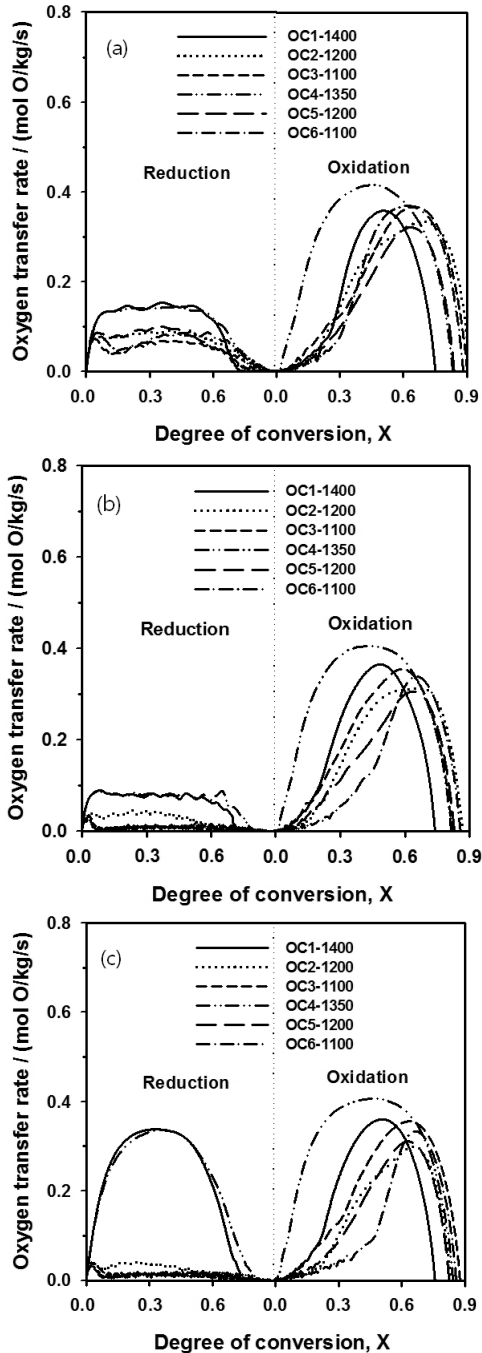 (a)
OC1-1400
OC2-1200
OC3-1100
OC4-1350
OC5-1200
OC6-1100
Reduction
Oxidation
Oxygen transfer rate / (mol O/kg/s)
0.8
0.6
0.4
0.2
0.0
0.0 0.3 0.6 0.0 0.3 0.6 0.9
Degree of conversion, X
(b)
OC1-1400
OC2-1200
OC3-1100
OC4-1350
OC5-1200
OC6-1100
Reduction
Oxidation
Oxygen transfer rate / (mol O/kg/s)
0.8
0.6
0.4
0.2
0.0
0.0 0.3 0.6 0.0 0.3 0.6 0.9
Degree of conversion, X
(c)
OC1-1400
OC2-1200
OC3-1100
OC4-1350
OC5-1200
OC6-1100
Reduction
Oxidation
Oxygen transfer rate / (mol O/kg/s)
0.8
0.6
0.4
0.2
0.0
0.0 0.3 0.6 0.0 0.3 0.6 0.9
Degree of conversion, X